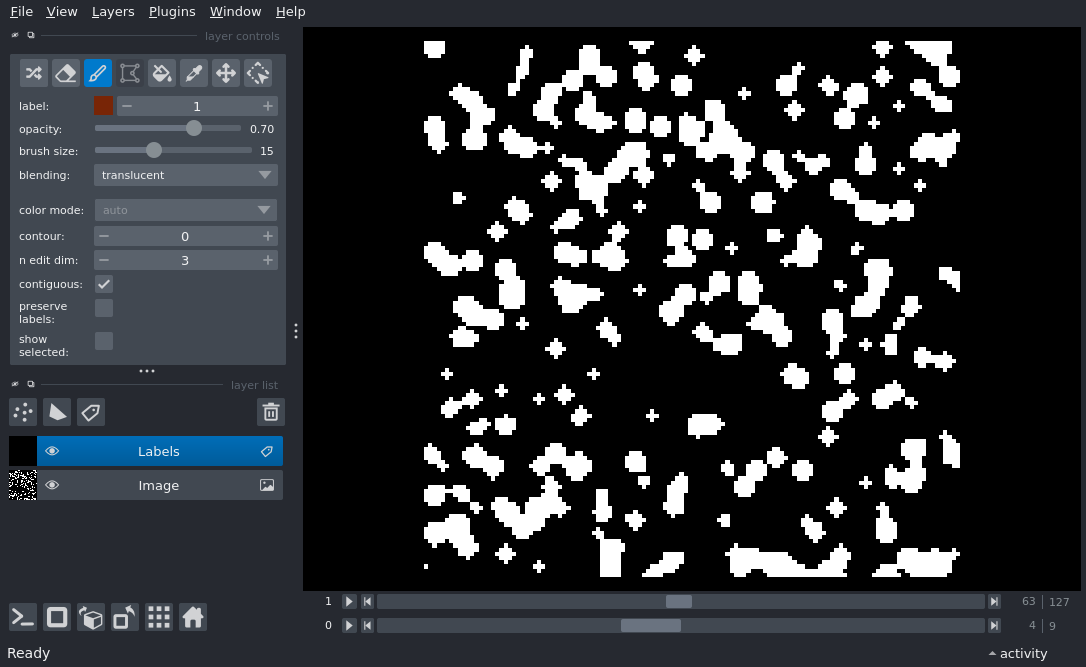 File View Layers Plugins Window Help
layer controls
label: 1
opacity: 0.70
brush size: 15
blending: translucent
color mode: auto
contour: 0
n edit dim: 3
contiguous:
preserve
labels:
show
selected:
layer list
Labels
Image
1 63 127
0 4 9
Ready activity